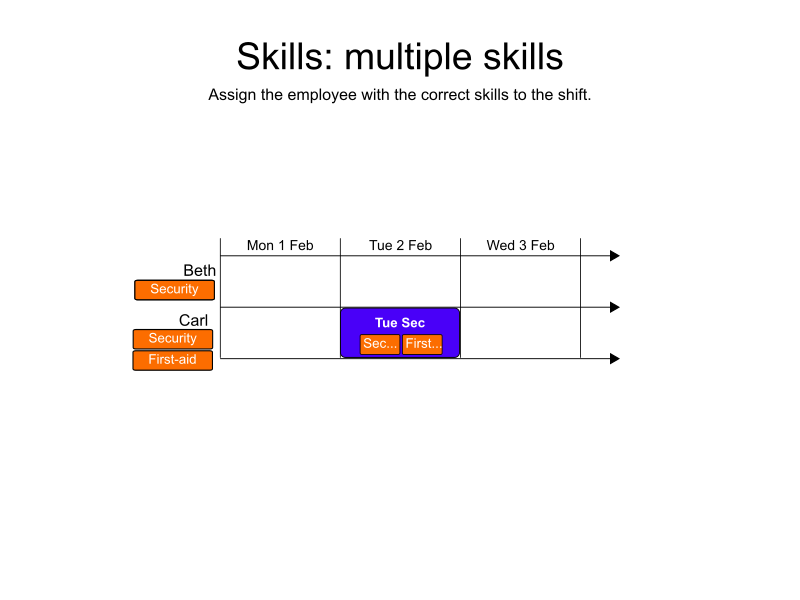 Skills: multiple skills
Assign the employee with the correct skills to the shift.
Mon 1 Feb Tue 2 Feb Wed 3 Feb
Beth
Security
Carl
Tue Sec
Security
Sec... First...
First-aid